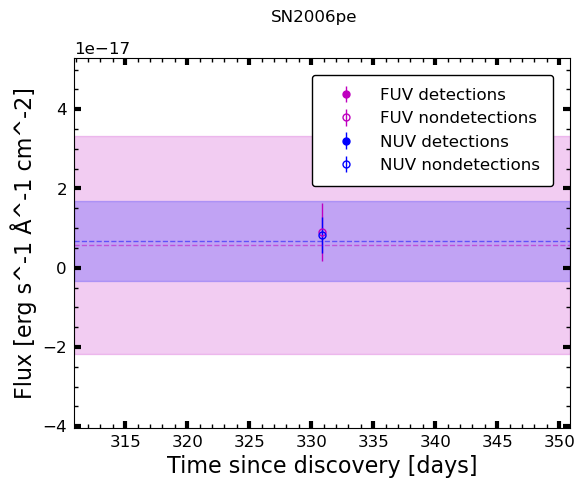 SN2006pe
1e−17
FUV detections
FUV nondetections
NUV detections
NUV nondetections
4
2
0
−2
−4
315 320 325 330 335 340 345 350
Time since discovery [days]
Flux [erg s^-1 Å^-1 cm^-2]